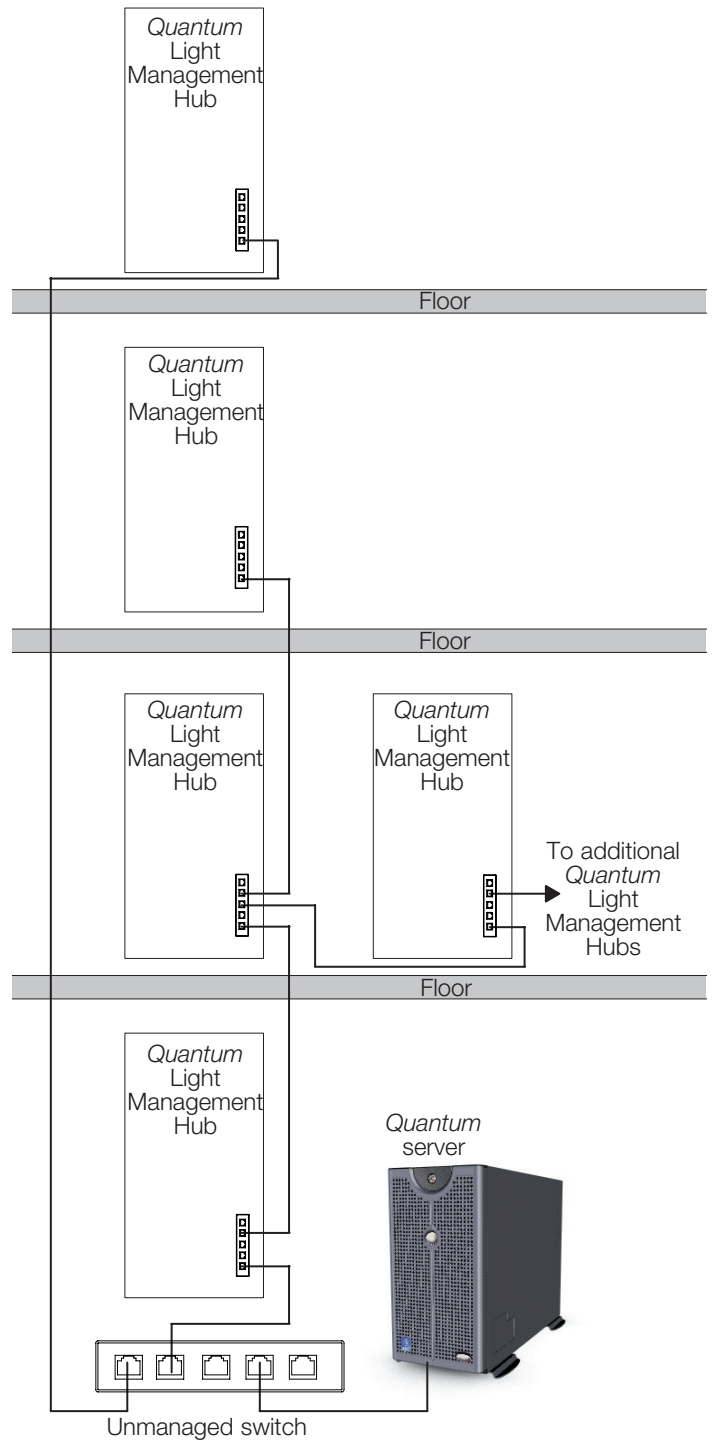 Quantum
Light
Management
Hub
Floor
Quantum
Light
Management
Hub
Floor
Quantum
Light
Management
Hub
Quantum
Light
Management
Hub
To additional
Quantum
Light
Management
Hubs
Floor
Quantum
Light
Management
Hub
Quantum
server
Unmanaged switch